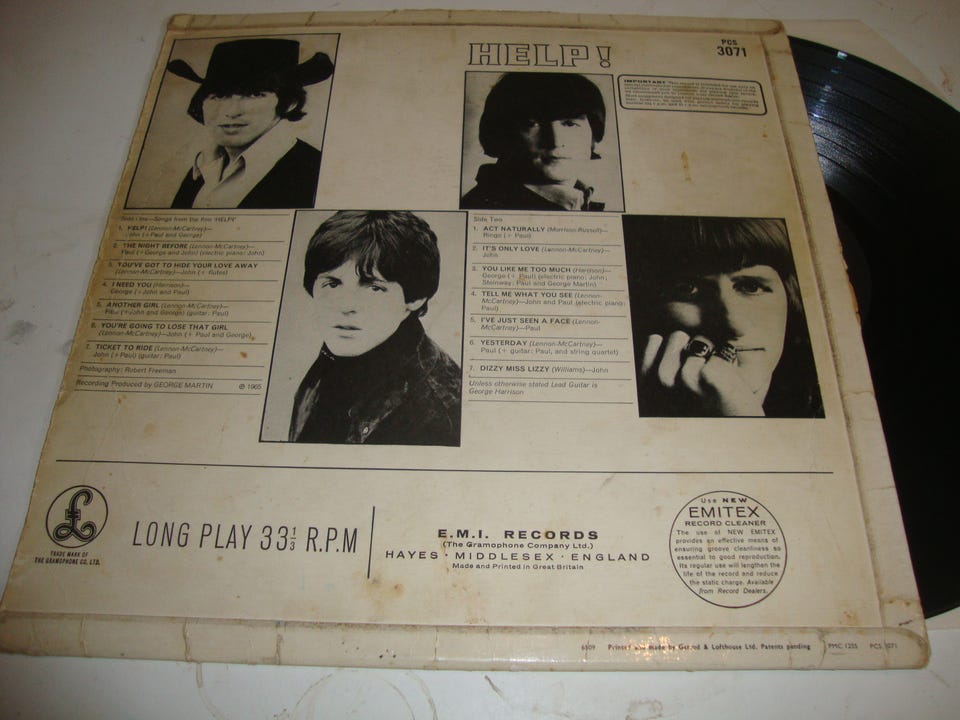 HELP!
PCS
3071
Side One—Songs from the film 'HELP!'
1. HELP! (Lennon-McCartney)—
John (+ Paul and George)
2. THE NIGHT BEFORE (Lennon-McCartney)—
Paul (+George and John) (electric piano: John)
3. YOU'VE GOT TO HIDE YOUR LOVE AWAY
(Lennon-McCartney)—John (+ flutes)
4. I NEED YOU (Harrison)—
George (+ John and Paul)
5. ANOTHER GIRL (Lennon-McCartney)—
Paul (+John and George) (guitar: Paul)
6. YOU'RE GOING TO LOSE THAT GIRL
(Lennon-McCartney)—John (+ Paul and George)
7. TICKET TO RIDE (Lennon-McCartney)—
John (+Paul) (guitar: Paul)
Photography: Robert Freeman
Recording Produced by GEORGE MARTIN ℗ 1965
IMPORTANT
Side Two
1. ACT NATURALLY (Morrison-Russell)—
Ringo (+ Paul)
2. IT'S ONLY LOVE (Lennon-McCartney)—
John
3. YOU LIKE ME TOO MUCH (Harrison)—
George (+ Paul) (electric piano: John;
Steinway: Paul and George Martin)
4. TELL ME WHAT YOU SEE (Lennon-
McCartney)—John and Paul (electric piano:
Paul)
5. I'VE JUST SEEN A FACE (Lennon-
McCartney)—Paul
6. YESTERDAY (Lennon-McCartney)—
Paul (+ guitar: Paul, and string quartet)
7. DIZZY MISS LIZZY (Williams)—John
Unless otherwise stated Lead Guitar is
George Harrison
£
TRADE MARK OF
THE GRAMOPHONE CO. LTD.
LONG PLAY 33⅓ R.P.M
E.M.I. RECORDS
(The Gramophone Company Ltd.)
HAYES · MIDDLESEX · ENGLAND
Made and Printed in Great Britain
Use NEW
EMITEX
RECORD CLEANER
The use of NEW EMITEX
provides an effective means of
ensuring groove cleanliness so
essential to good reproduction.
Its regular use will lengthen the
life of the record and reduce
the static charge. Available
from Record Dealers.
6509 Printed and made by Garrod & Lofthouse Ltd. Patents pending PMC 1255 PCS 3071